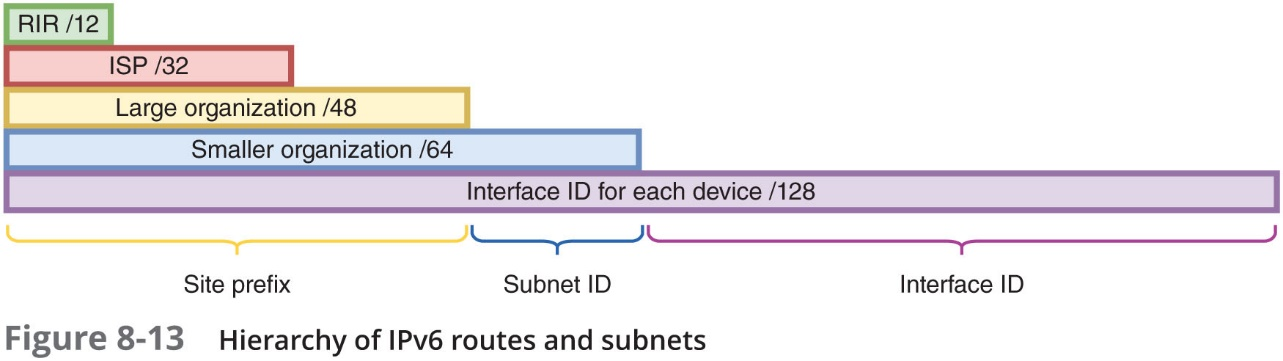 RIR /12
ISP /32
Large organization /48
Smaller organization /64
Interface ID for each device /128
Site prefix Subnet ID Interface ID
Figure 8-13 Hierarchy of IPv6 routes and subnets